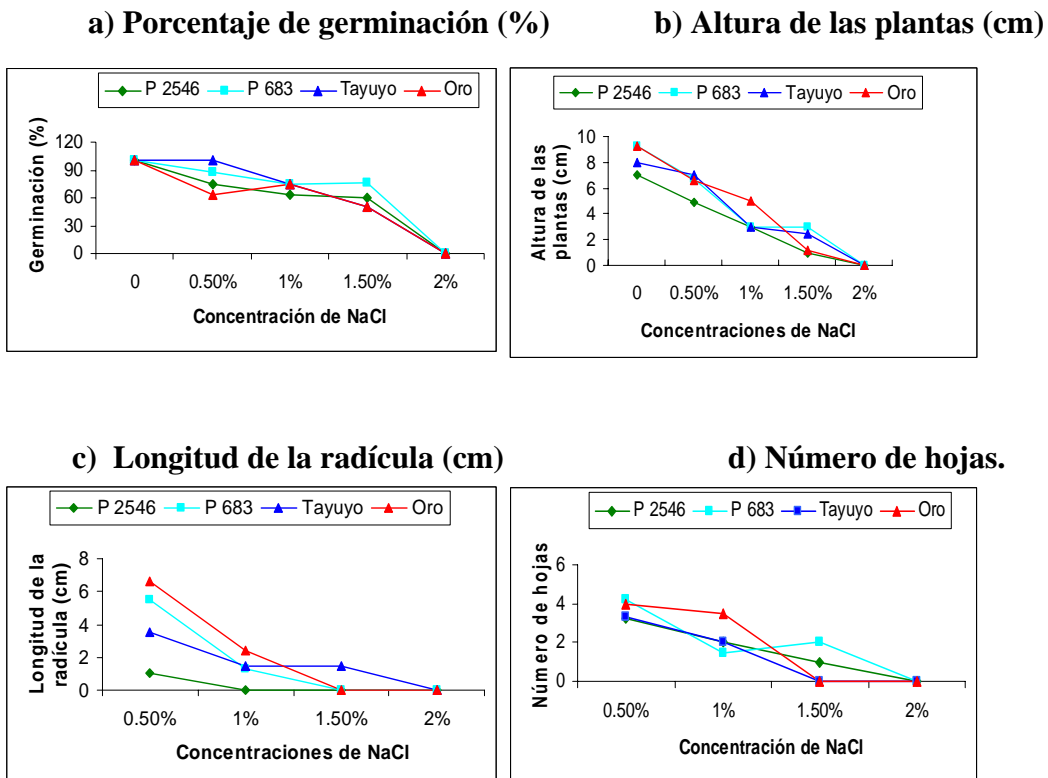 a) Porcentaje de germinación (%)
b) Altura de las plantas (cm)
P 2546 P 683 Tayuyo Oro
Germinación (%)
120
90
60
30
0
0 0.50% 1% 1.50% 2%
Concentración de NaCl
P 2546 P 683 Tayuyo Oro
Altura de las
plantas (cm)
10
8
6
4
2
0
0 0.50% 1% 1.50% 2%
Concentraciones de NaCl
c) Longitud de la radícula (cm)
d) Número de hojas.
P 2546 P 683 Tayuyo Oro
Longitud de la
radícula (cm)
8
6
4
2
0
0.50% 1% 1.50% 2%
Concentraciones de NaCl
P 2546 P 683 Tayuyo Oro
Número de hojas
6
4
2
0
0.50% 1% 1.50% 2%
Concentración de NaCl